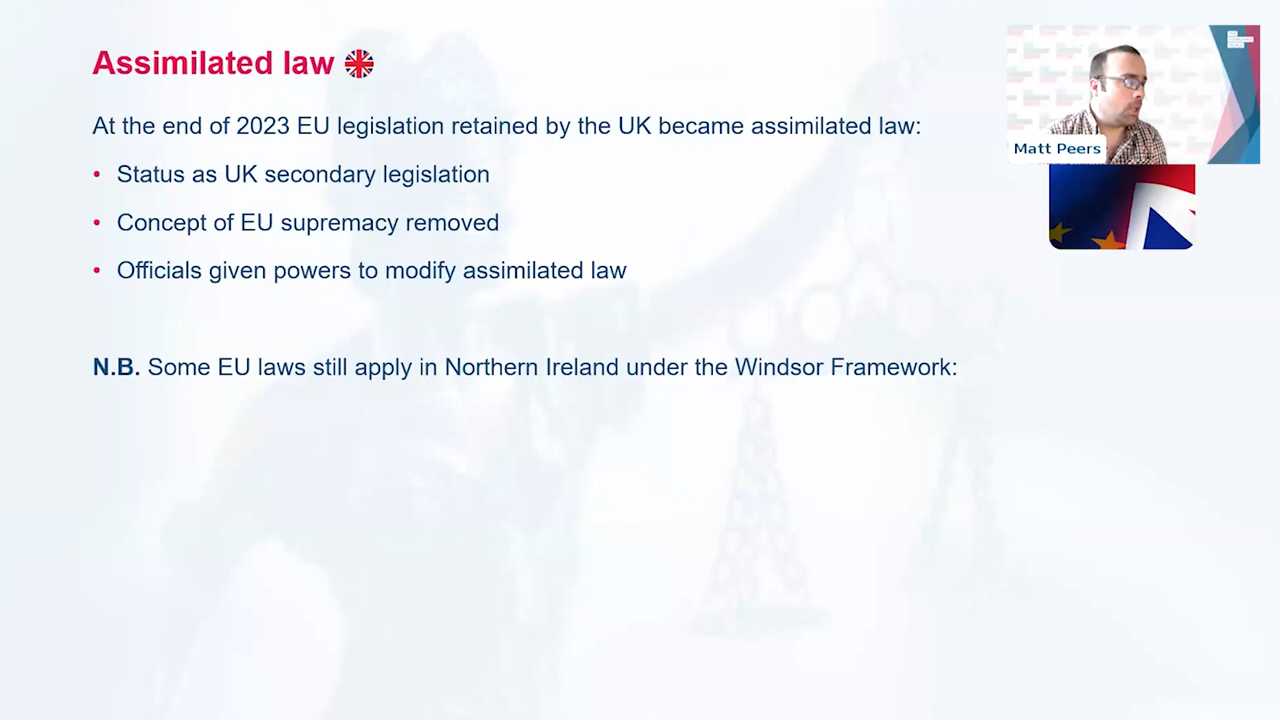 Assimilated law
At the end of 2023 EU legislation retained by the UK became assimilated law:
• Status as UK secondary legislation
• Concept of EU supremacy removed
• Officials given powers to modify assimilated law
N.B. Some EU laws still apply in Northern Ireland under the Windsor Framework:
Matt Peers